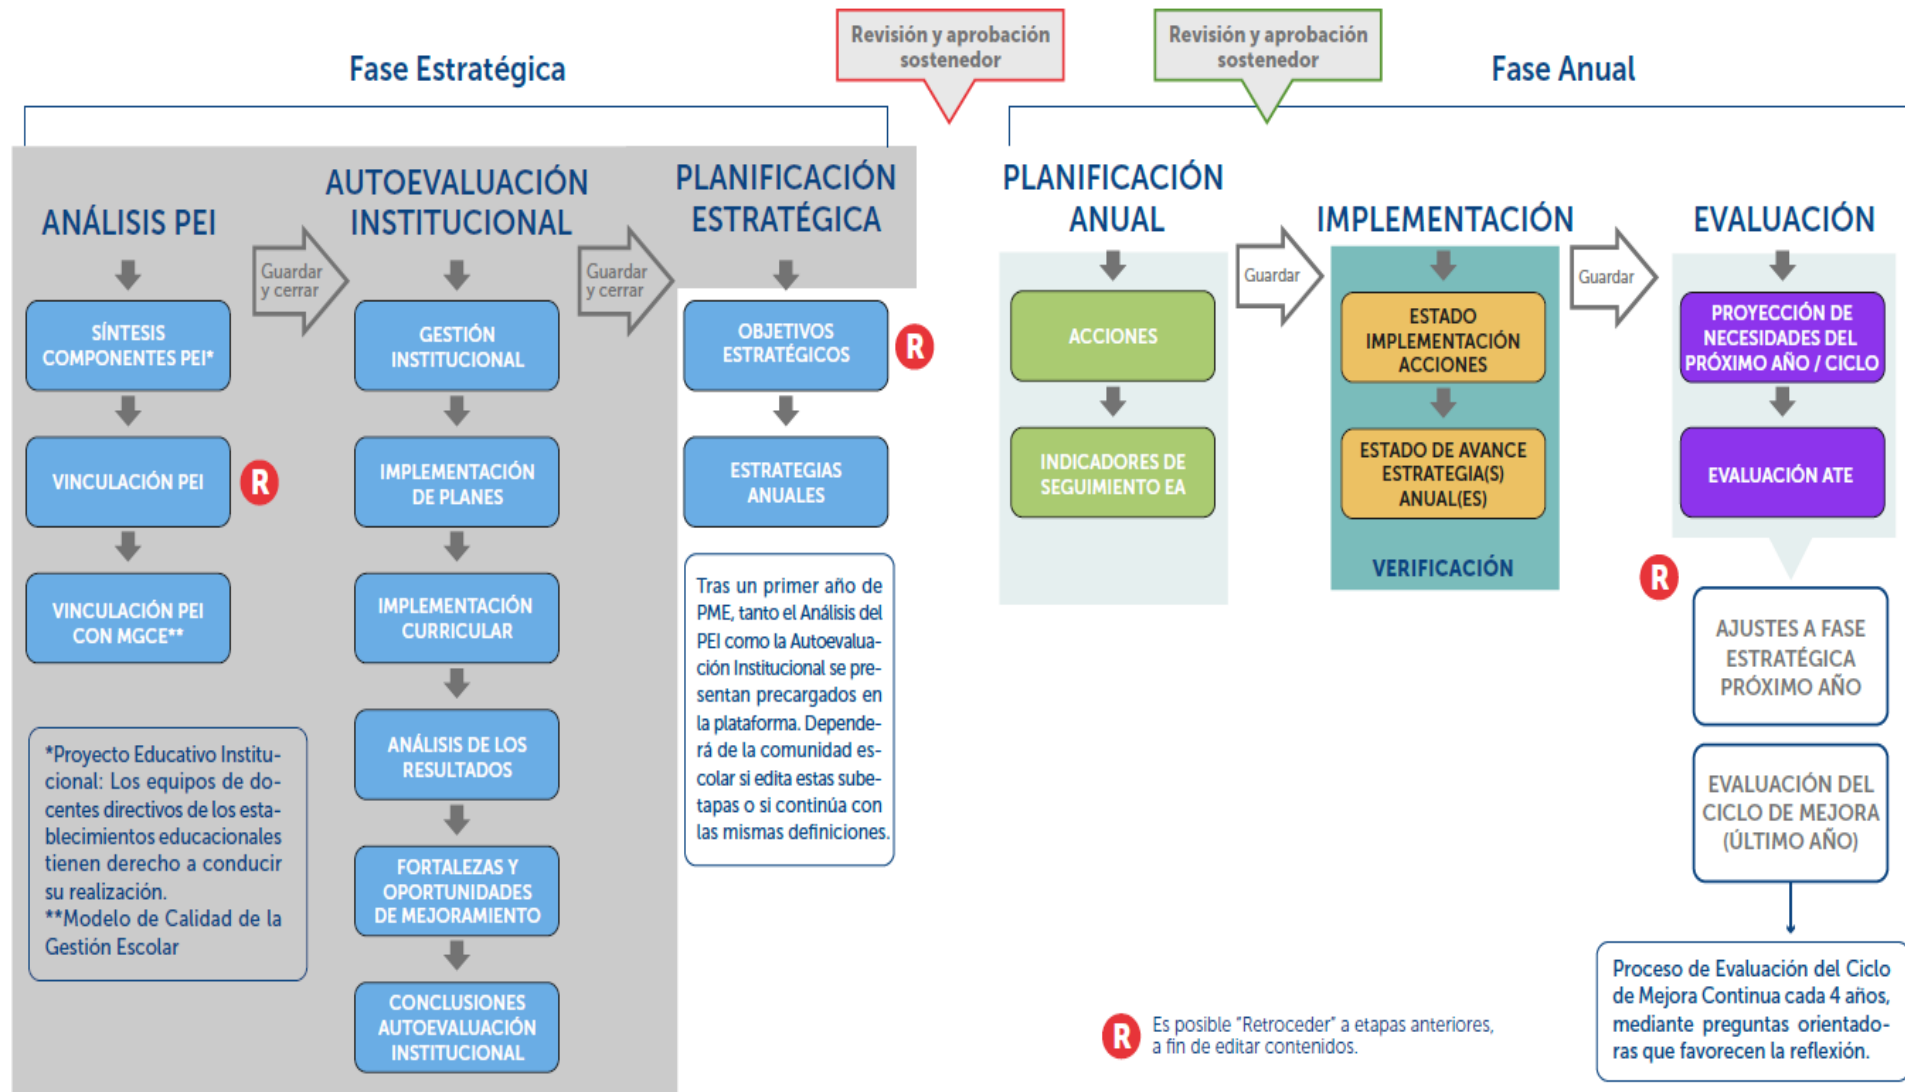 Fase Estratégica
Revisión y aprobación
sostenedor
Revisión y aprobación
sostenedor
Fase Anual
ANÁLISIS PEI
SÍNTESIS
COMPONENTES PEI*
VINCULACIÓN PEI
R
VINCULACIÓN PEI
CON MGCE**
*Proyecto Educativo Institu-
cional: Los equipos de do-
centes directivos de los esta-
blecimientos educacionales
tienen derecho a conducir
su realización.
**Modelo de Calidad de la
Gestión Escolar
Guardar
y cerrar
AUTOEVALUACIÓN
INSTITUCIONAL
GESTIÓN
INSTITUCIONAL
IMPLEMENTACIÓN
DE PLANES
IMPLEMENTACIÓN
CURRICULAR
ANÁLISIS DE LOS
RESULTADOS
FORTALEZAS Y
OPORTUNIDADES
DE MEJORAMIENTO
CONCLUSIONES
AUTOEVALUACIÓN
INSTITUCIONAL
Guardar
y cerrar
PLANIFICACIÓN
ESTRATÉGICA
OBJETIVOS
ESTRATÉGICOS
R
ESTRATEGIAS
ANUALES
Tras un primer año de
PME, tanto el Análisis del
PEI como la Autoevalua-
ción Institucional se pre-
sentan precargados en
la plataforma. Depende-
rá de la comunidad es-
colar si edita estas sube-
tapas o si continúa con
las mismas definiciones.
PLANIFICACIÓN
ANUAL
ACCIONES
INDICADORES DE
SEGUIMIENTO EA
Guardar
IMPLEMENTACIÓN
ESTADO
IMPLEMENTACIÓN
ACCIONES
ESTADO DE AVANCE
ESTRATEGIA(S)
ANUAL(ES)
VERIFICACIÓN
Guardar
EVALUACIÓN
PROYECCIÓN DE
NECESIDADES DEL
PRÓXIMO AÑO / CICLO
EVALUACIÓN ATE
R
AJUSTES A FASE
ESTRATÉGICA
PRÓXIMO AÑO
EVALUACIÓN DEL
CICLO DE MEJORA
(ÚLTIMO AÑO)
Proceso de Evaluación del Ciclo
de Mejora Continua cada 4 años,
mediante preguntas orientado-
ras que favorecen la reflexión.
R
Es posible "Retroceder" a etapas anteriores,
a fin de editar contenidos.